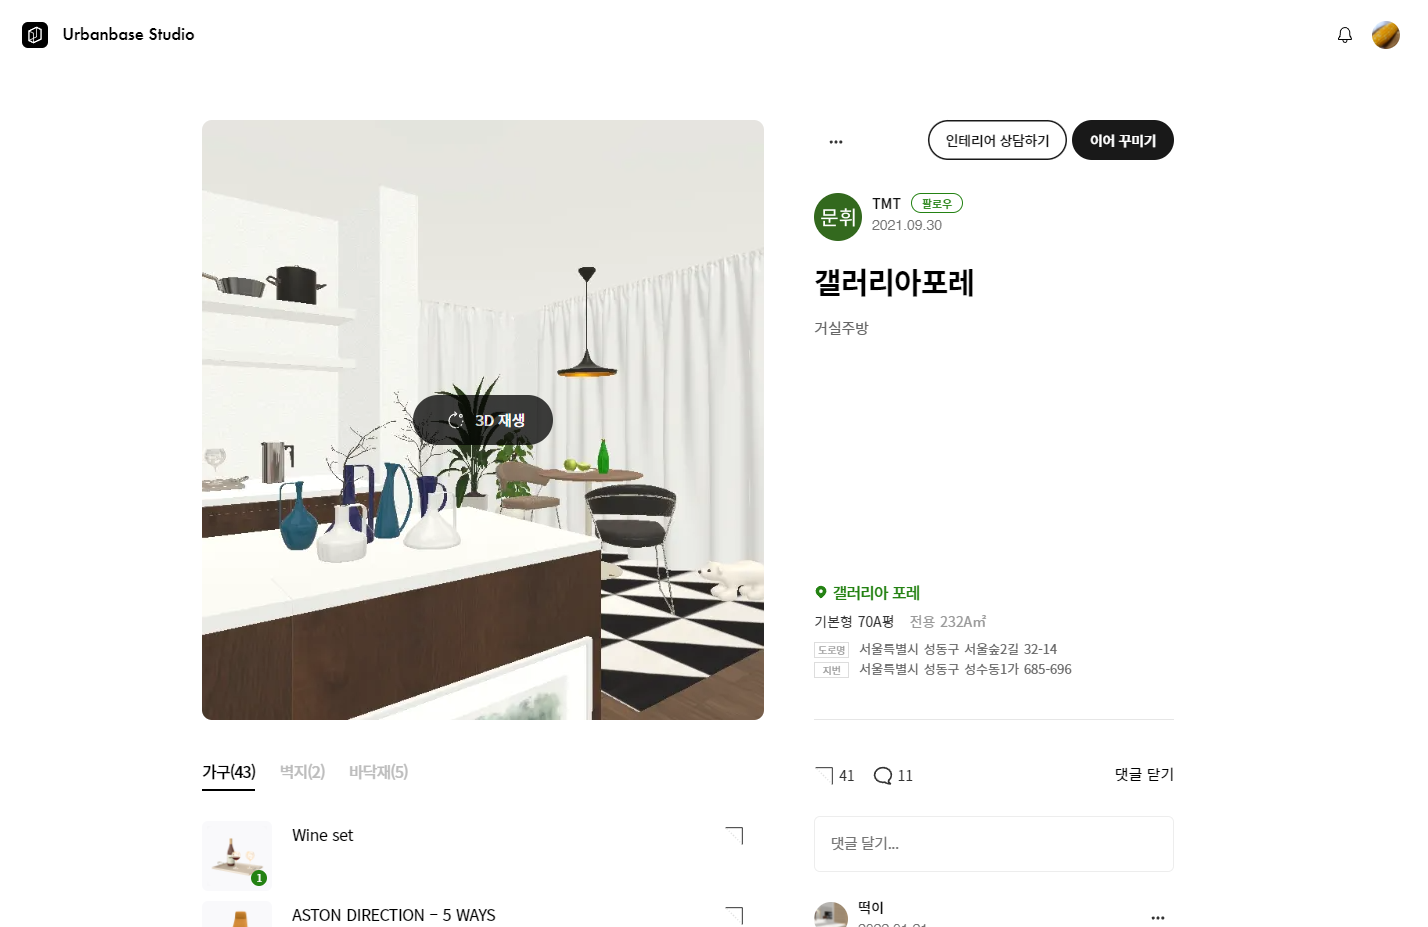 Urbanbase Studio
인테리어 상담하기
이어 꾸미기
문휘
TMT
팔로우
2021.09.30
갤러리아포레
거실주방
3D 재생
갤러리아 포레
기본형 70A평 전용 232A㎡
도로명 서울특별시 성동구 서울숲2길 32-14
지번 서울특별시 성동구 성수동1가 685-696
가구(43) 벽지(2) 바닥재(5)
41 11 댓글 닫기
Wine set
1
댓글 달기...
ASTON DIRECTION - 5 WAYS
떡이